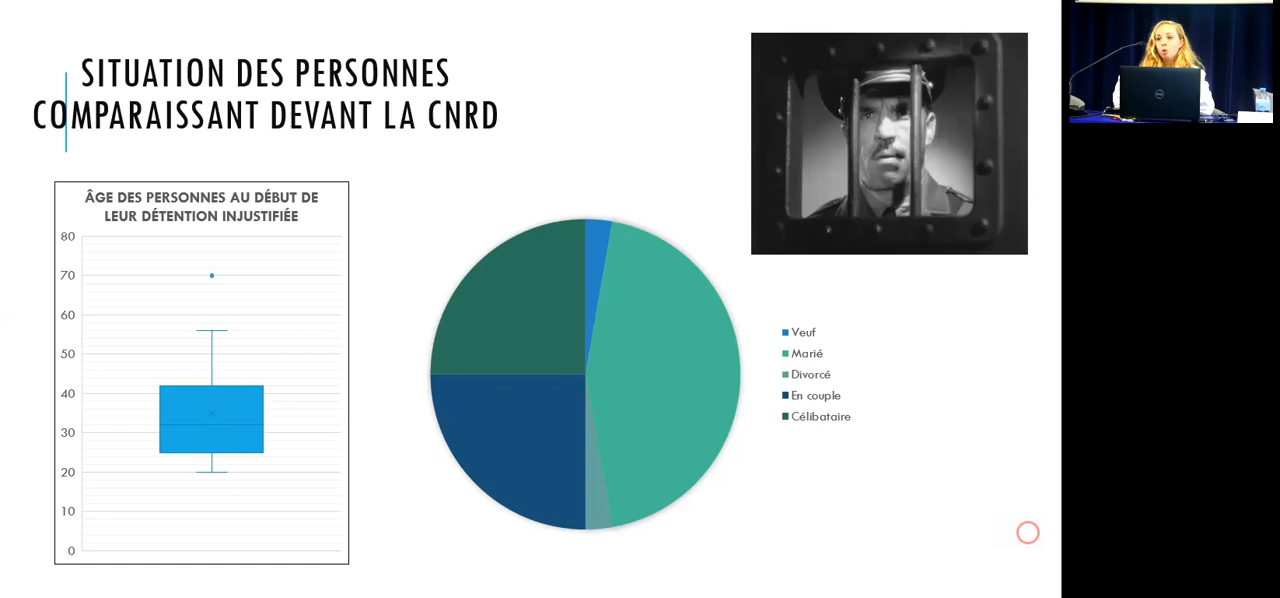 SITUATION DES PERSONNES
COMPARAISSANT DEVANT LA CNRD
ÂGE DES PERSONNES AU DÉBUT DE
LEUR DÉTENTION INJUSTIFIÉE
80
70
60
50
40
30
20
10
0
Veuf
Marié
Divorcé
En couple
Célibataire